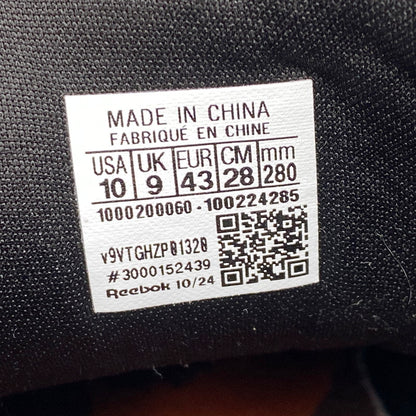 MADE IN CHINA
FABRIQUÉ EN CHINE
USA UK EUR CM mm
10 9 43 28 280
1000200060-100224285
v9VTGHZP01320
#3000152439
Reebok 10/24